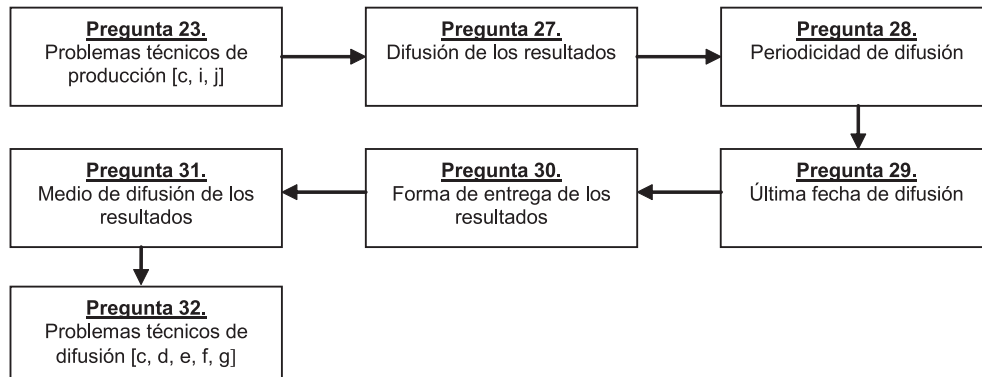 Pregunta 23.
Problemas técnicos de
producción [c, i, j]
Pregunta 27.
Difusión de los resultados
Pregunta 28.
Periodicidad de difusión
Pregunta 29.
Última fecha de difusión
Pregunta 30.
Forma de entrega de los
resultados
Pregunta 31.
Medio de difusión de los
resultados
Pregunta 32.
Problemas técnicos de
difusión [c, d, e, f, g]